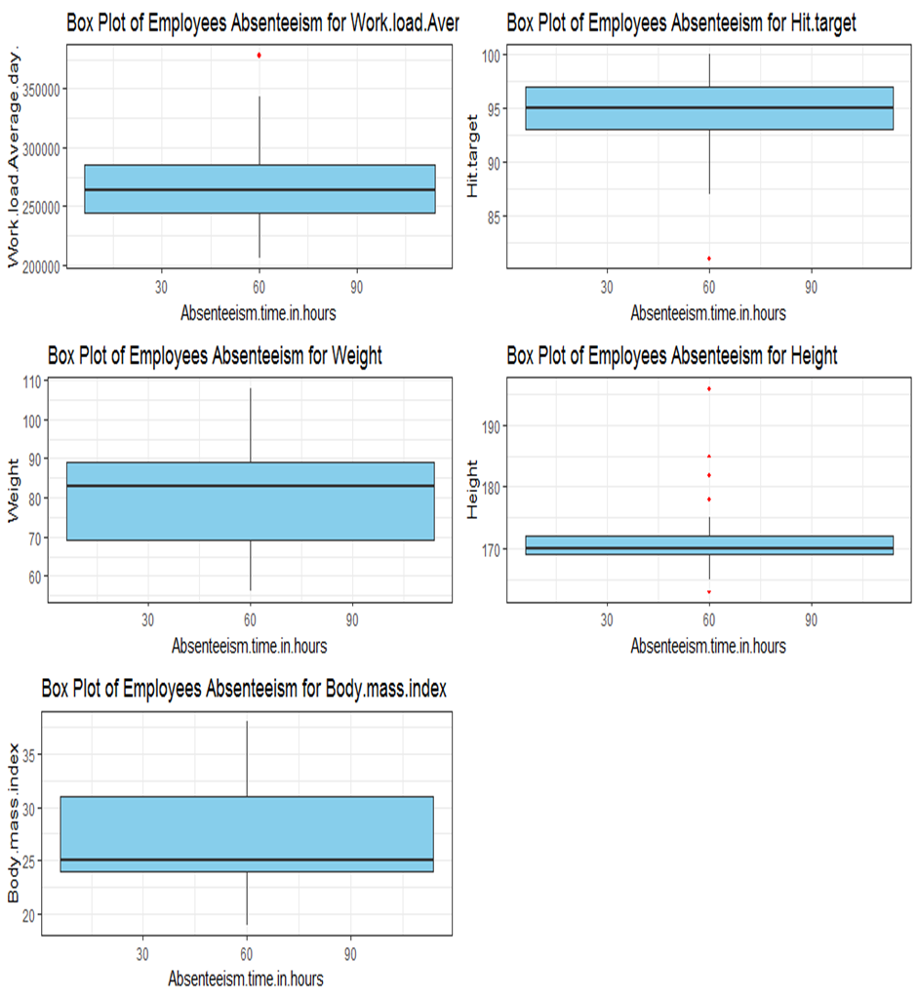 Box Plot of Employees Absenteeism for Work.load.Aver
Work.load.Average.day.
350000
300000
250000
200000
30
60
90
Absenteeism.time.in.hours
Box Plot of Employees Absenteeism for Hit.target
Hit.target
100
95
90
85
30
60
90
Absenteeism.time.in.hours
Box Plot of Employees Absenteeism for Weight
Weight
110
100
90
80
70
60
30
60
90
Absenteeism.time.in.hours
Box Plot of Employees Absenteeism for Height
Height
190
180
170
30
60
90
Absenteeism.time.in.hours
Box Plot of Employees Absenteeism for Body.mass.index
Body.mass.index
35
30
25
20
30
60
90
Absenteeism.time.in.hours